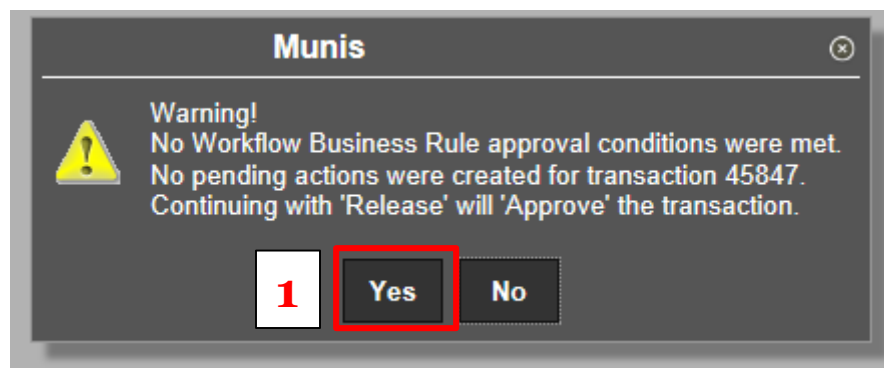 Munis
Warning!
No Workflow Business Rule approval conditions were met.
No pending actions were created for transaction 45847.
Continuing with 'Release' will 'Approve' the transaction.
1 Yes No